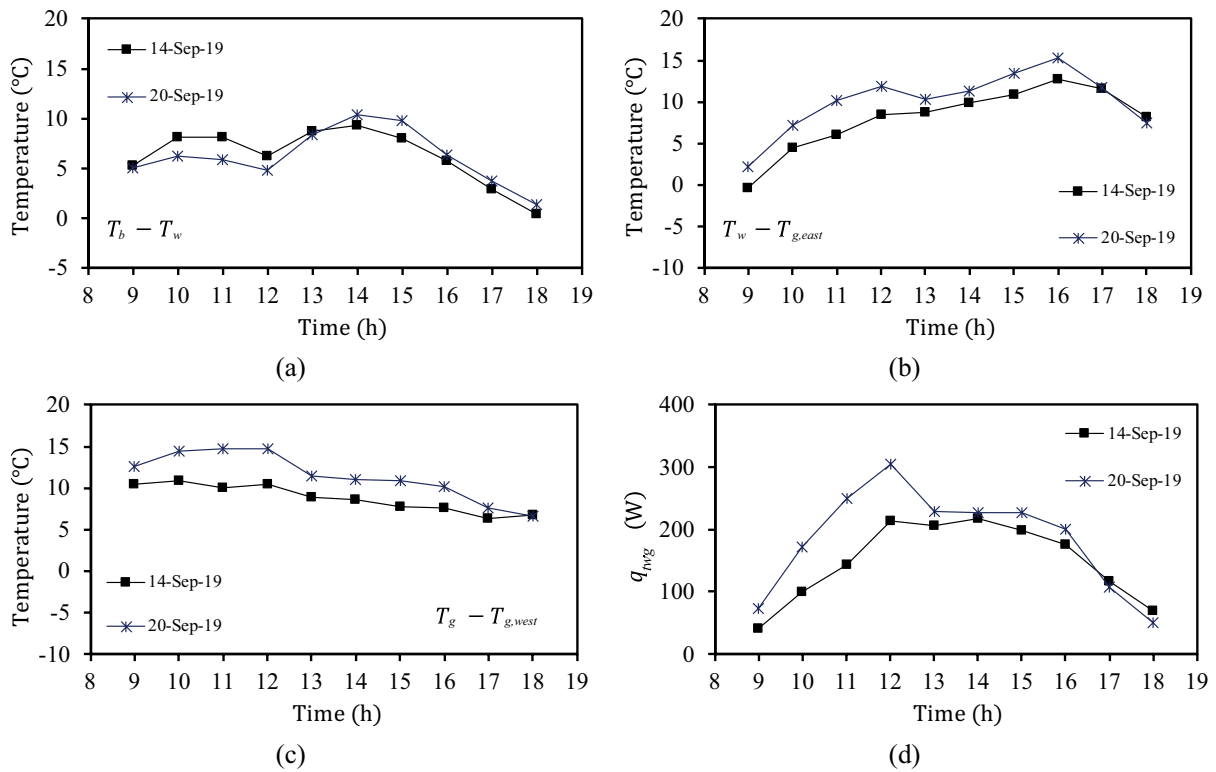 20
15
10
5
0
-5
Temperature (°C)
14-Sep-19
20-Sep-19
T_b − T_w
8 9 10 11 12 13 14 15 16 17 18 19
Time (h)
(a)
20
15
10
5
0
-5
-10
Temperature (°C)
14-Sep-19
20-Sep-19
T_w − T_g,east
8 9 10 11 12 13 14 15 16 17 18 19
Time (h)
(b)
20
15
10
5
0
-5
-10
Temperature (°C)
14-Sep-19
20-Sep-19
T_g − T_g,west
8 9 10 11 12 13 14 15 16 17 18 19
Time (h)
(c)
400
300
200
100
0
q_twg (W)
14-Sep-19
20-Sep-19
8 9 10 11 12 13 14 15 16 17 18 19
Time (h)
(d)